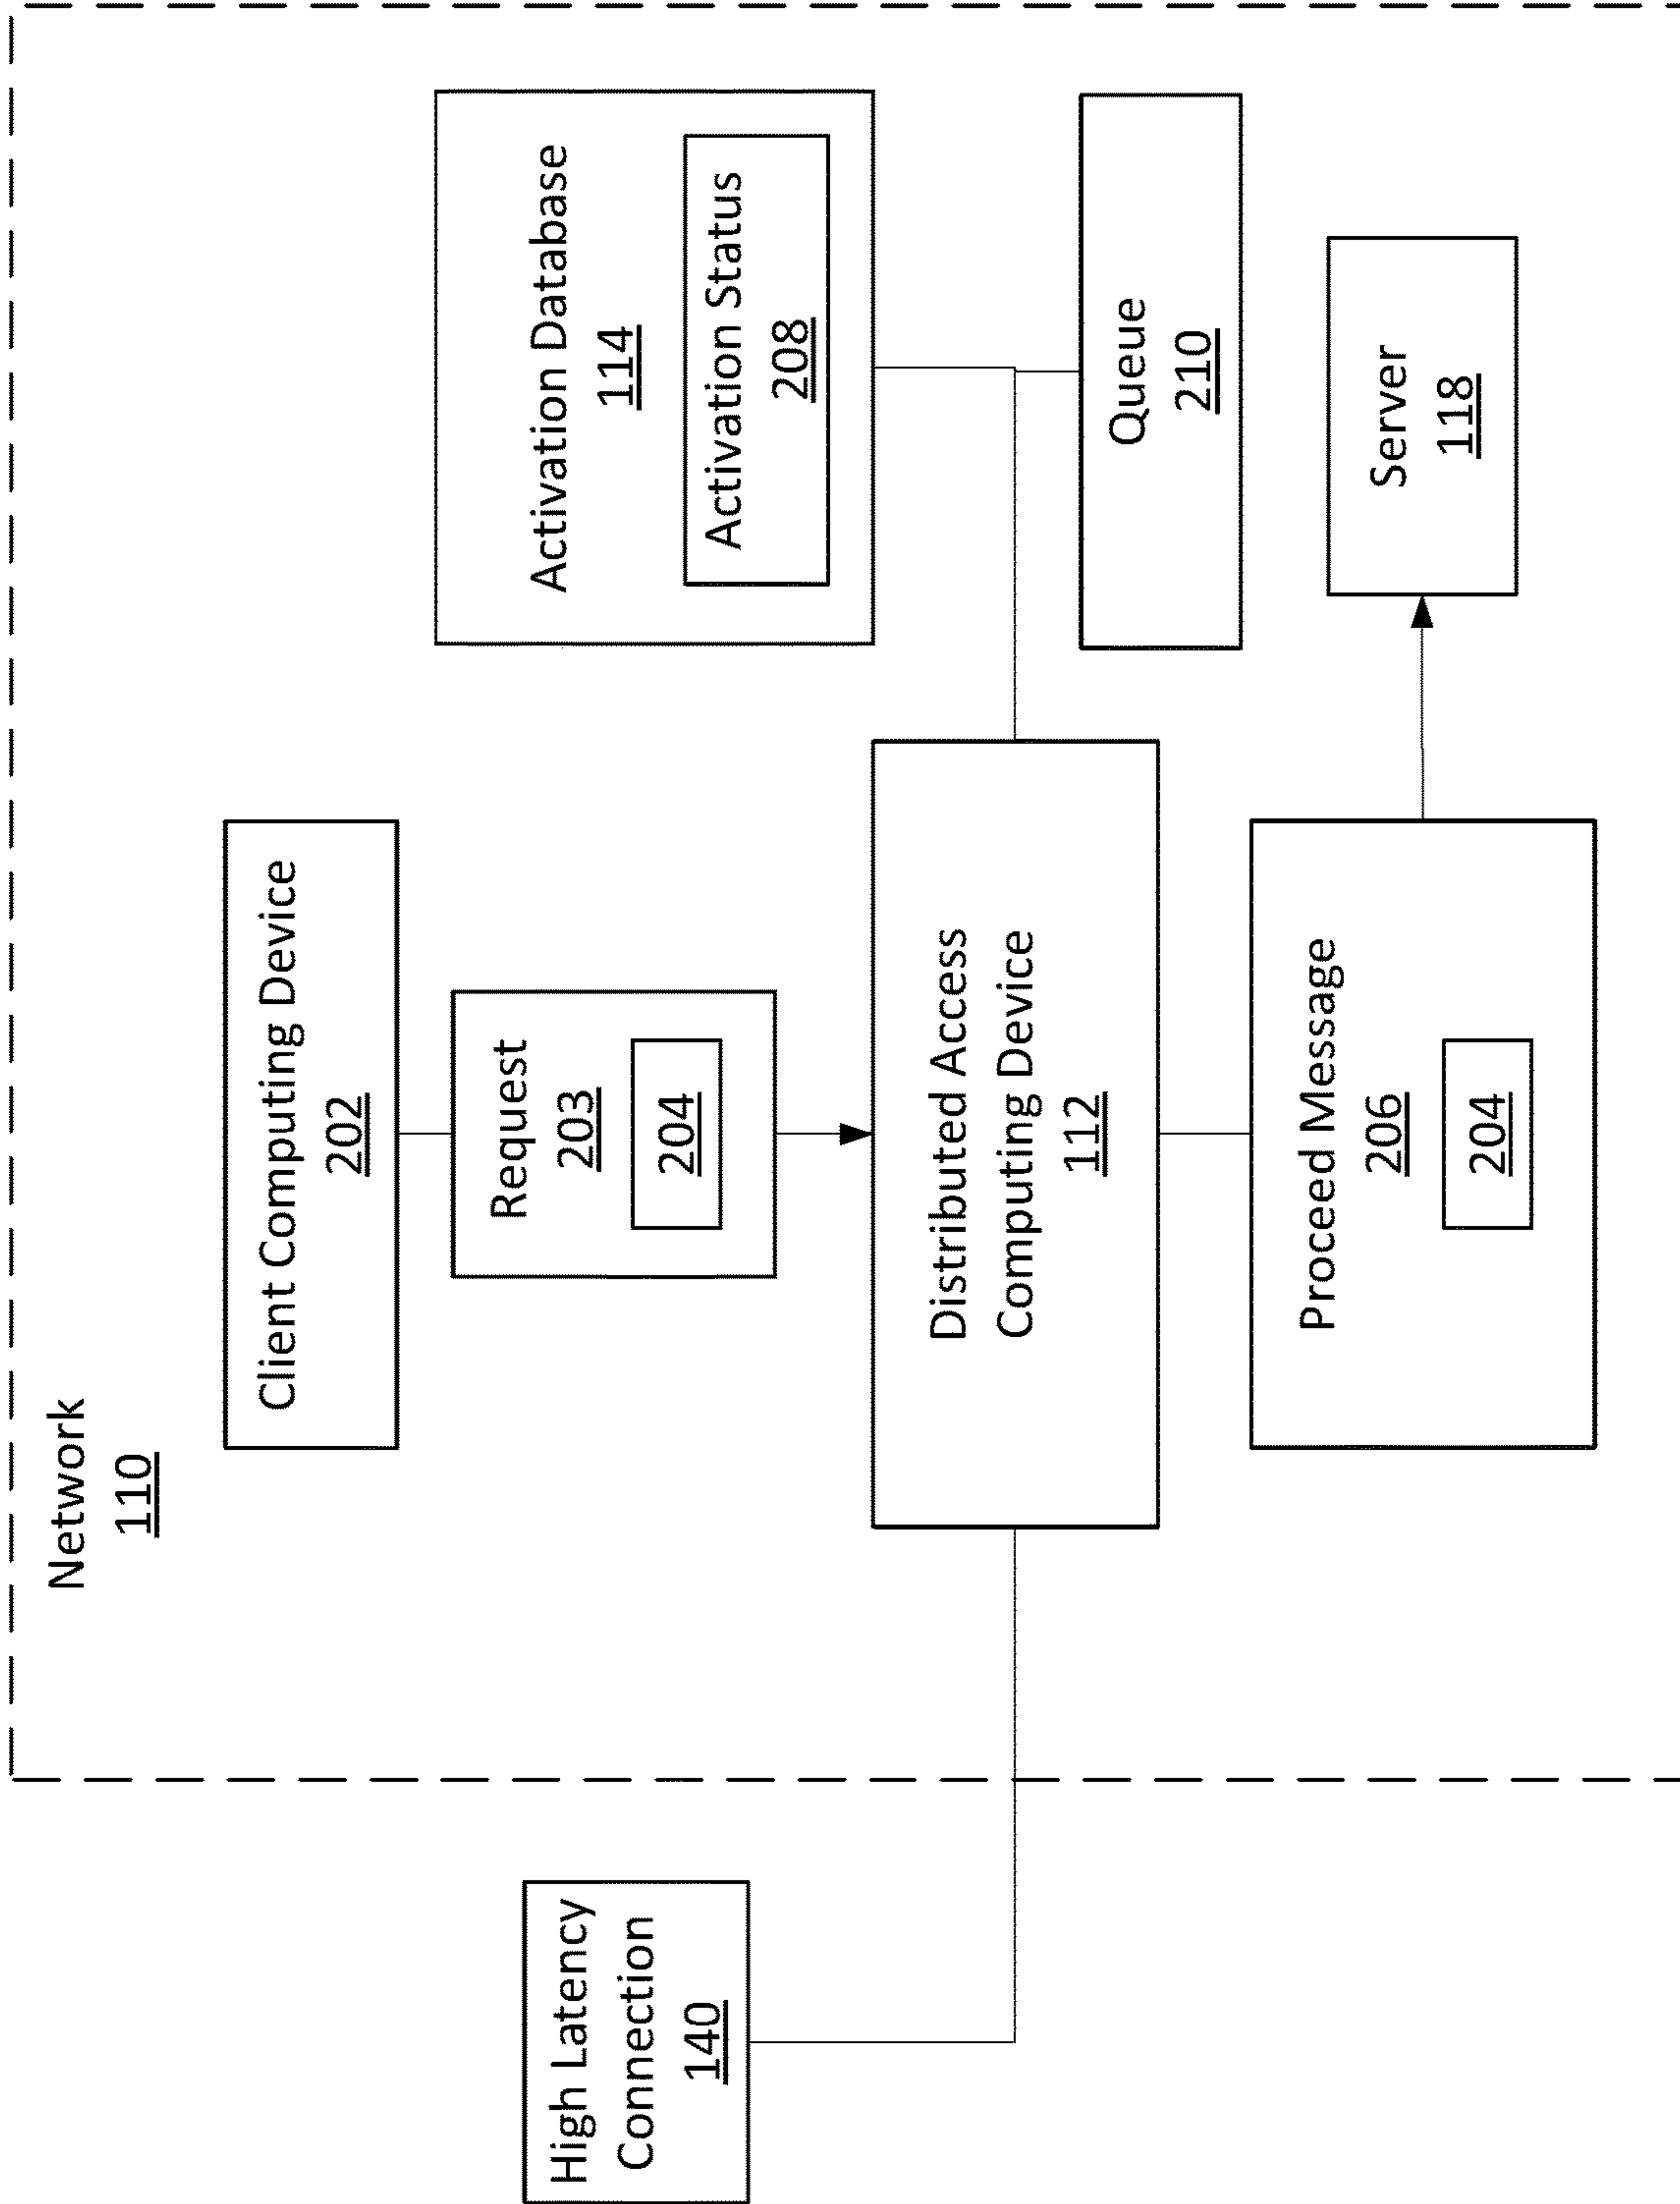 Network
110
Client Computing Device
202
Request
203
204
Activation Database
114
Activation Status
208
High Latency
Connection
140
Distributed Access
Computing Device
112
Queue
210
Proceed Message
206
204
Server
118